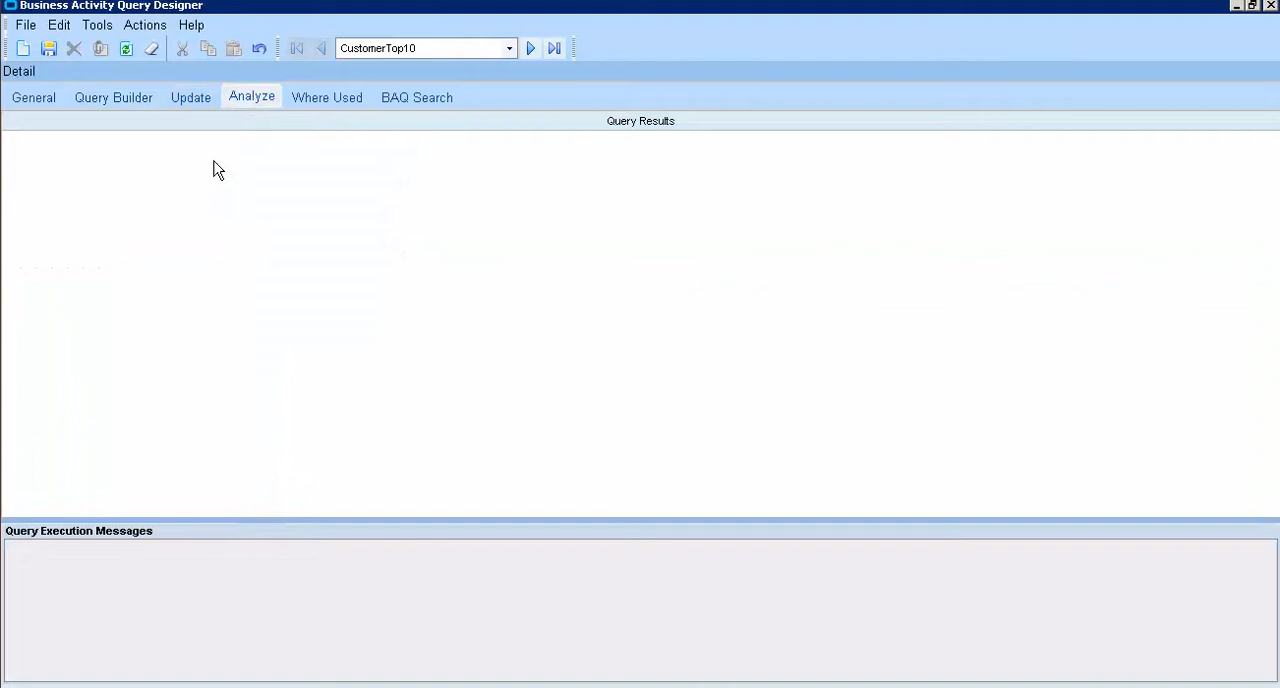 Business Activity Query Designer
File Edit Tools Actions Help
CustomerTop10
Detail
General Query Builder Update Analyze Where Used BAQ Search
Query Results
Query Execution Messages